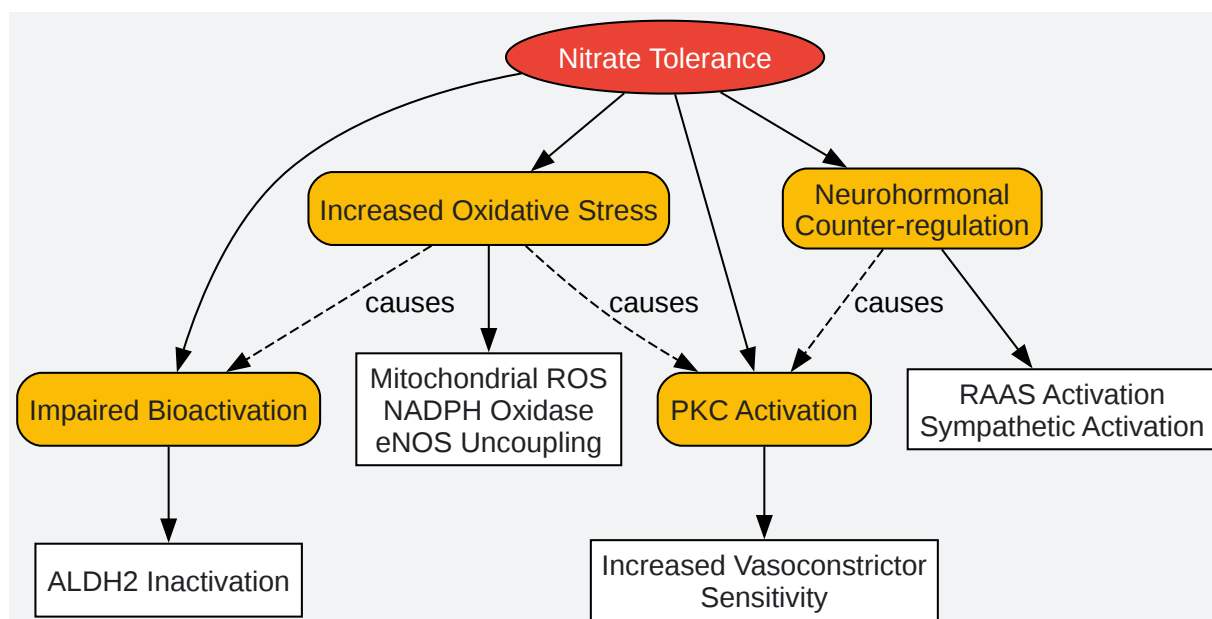 Nitrate Tolerance
Increased Oxidative Stress
Neurohormonal
Counter-regulation
causes
causes
causes
Impaired Bioactivation
Mitochondrial ROS
NADPH Oxidase
eNOS Uncoupling
PKC Activation
RAAS Activation
Sympathetic Activation
ALDH2 Inactivation
Increased Vasoconstrictor
Sensitivity